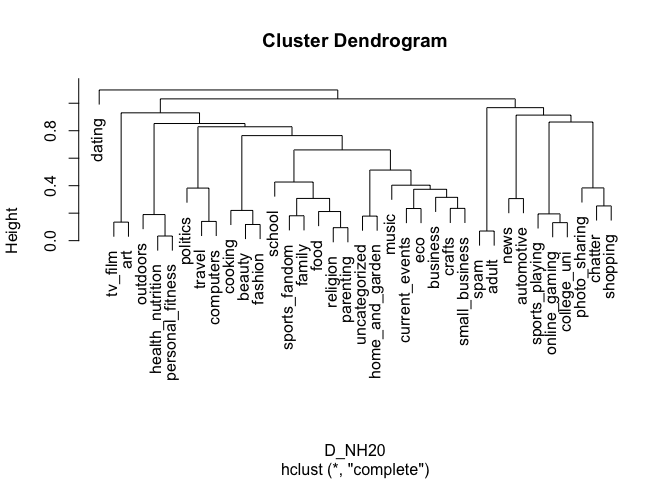 Cluster Dendrogram
Height
0.0
0.4
0.8
dating
tv_film
art
outdoors
health_nutrition
personal_fitness
politics
travel
computers
cooking
beauty
fashion
school
sports_fandom
family
food
religion
parenting
uncategorized
home_and_garden
music
current_events
eco
business
crafts
small_business
spam
adult
news
automotive
sports_playing
online_gaming
college_uni
photo_sharing
chatter
shopping
D_NH20
hclust (*, "complete")